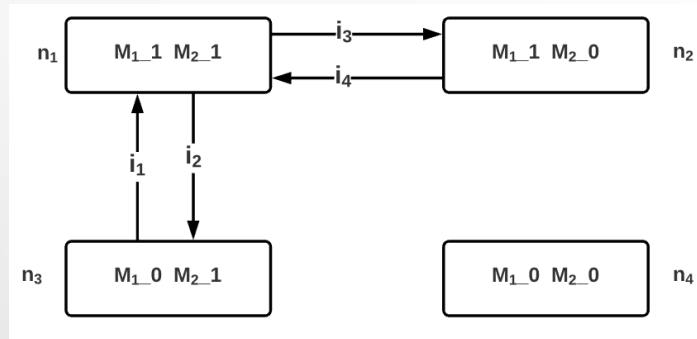 i₃
n₁ M₁_1 M₂_1 M₁_1 M₂_0 n₂
i₄
i₁ i₂
n₃ M₁_0 M₂_1 M₁_0 M₂_0 n₄